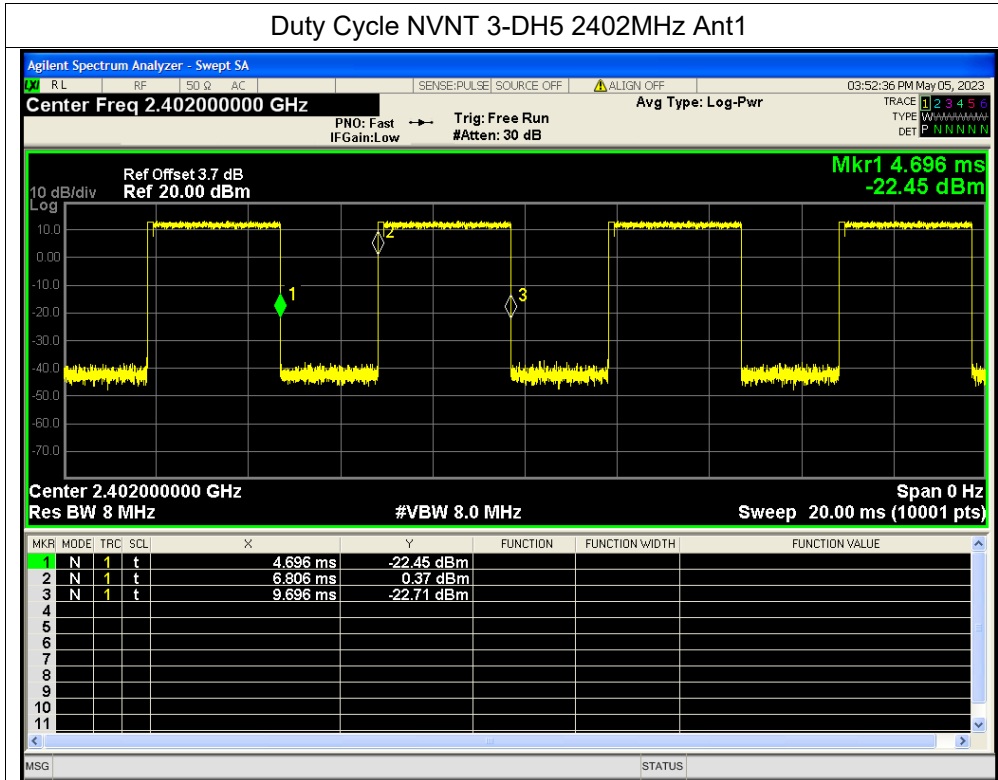 Duty Cycle NVNT 3-DH5 2402MHz Ant1
Agilent Spectrum Analyzer - Swept SA
LXI RL RF 50 Ω AC SENSE:PULSE SOURCE OFF ALIGN OFF 03:52:36 PM May 05, 2023
Center Freq 2.402000000 GHz Avg Type: Log-Pwr TRACE 1 2 3 4 5 6
PNO: Fast Trig: Free Run TYPE W
IFGain:Low #Atten: 30 dB DET P N N N N N
Mkr1 4.696 ms
Ref Offset 3.7 dB
10 dB/div Ref 20.00 dBm -22.45 dBm
Log
10.0
2
0.00
-10.0
1 3
-20.0
-30.0
-40.0
-50.0
-60.0
-70.0
Center 2.402000000 GHz Span 0 Hz
Res BW 8 MHz #VBW 8.0 MHz Sweep 20.00 ms (10001 pts)
MKR MODE TRC SCL X Y FUNCTION FUNCTION WIDTH FUNCTION VALUE
1 N 1 t 4.696 ms -22.45 dBm
2 N 1 t 6.806 ms 0.37 dBm
3 N 1 t 9.696 ms -22.71 dBm
4
5
6
7
8
9
10
11
MSG STATUS